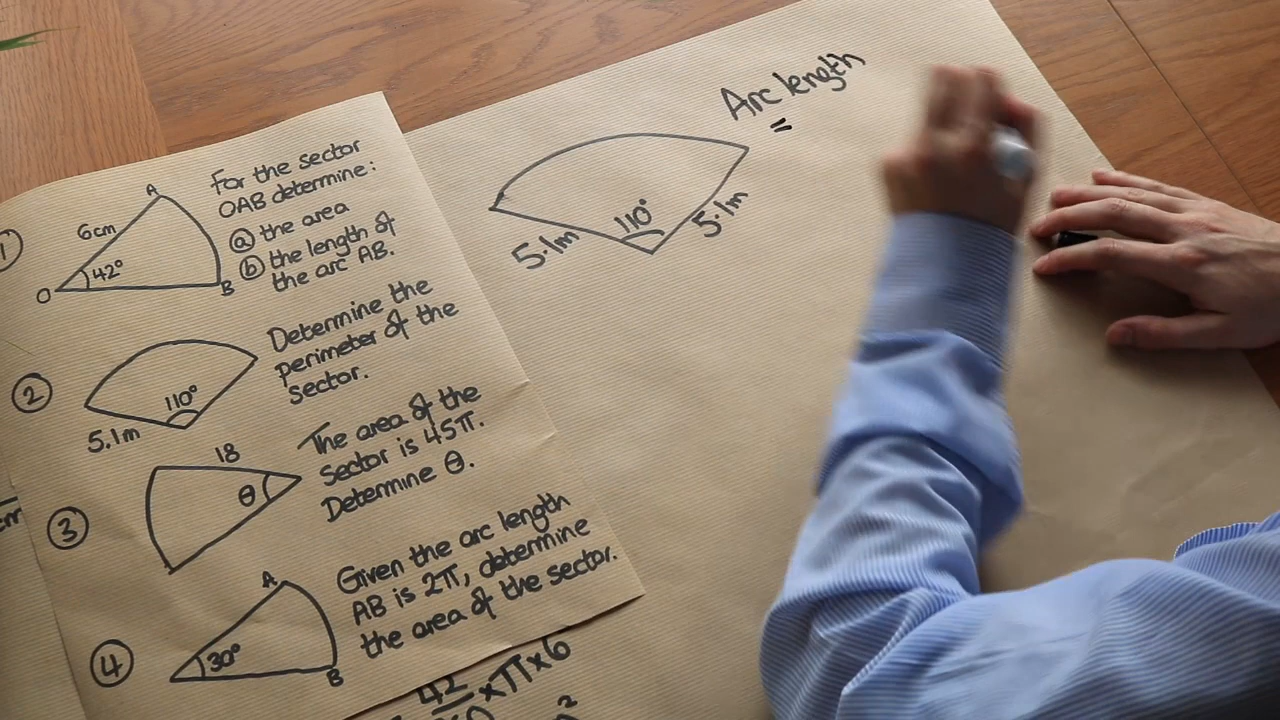 1
A
6cm
42°
O
B
For the sector
OAB determine:
a the area
b the length of
the arc AB.
2
110°
5.1m
Determine the
perimeter of the
sector.
3
18
θ
The area of the
sector is 45π.
Determine θ.
4
A
30°
B
Given the arc length
AB is 2π, determine
the area of the sector.
Arc length
=
110°
5.1m
5.1m
42
×π×6